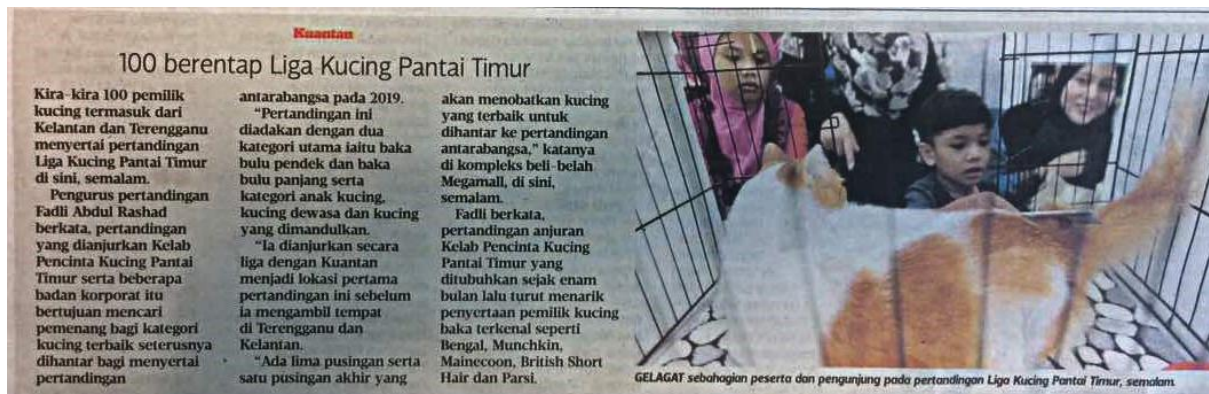 Kuantan
100 berentap Liga Kucing Pantai Timur
Kira-kira 100 pemilik
kucing termasuk dari
Kelantan dan Terengganu
menyertai pertandingan
Liga Kucing Pantai Timur
di sini, semalam.
Pengurus pertandingan
Fadli Abdul Rashad
berkata, pertandingan
yang dianjurkan Kelab
Pencinta Kucing Pantai
Timur serta beberapa
badan korporat itu
bertujuan mencari
pemenang bagi kategori
kucing terbaik seterusnya
dihantar bagi menyertai
pertandingan
antarabangsa pada 2019.
"Pertandingan ini
diadakan dengan dua
kategori utama iaitu baka
bulu pendek dan baka
bulu panjang serta
kategori anak kucing,
kucing dewasa dan kucing
yang dimandulkan.
"Ia dianjurkan secara
liga dengan Kuantan
menjadi lokasi pertama
pertandingan ini sebelum
ia mengambil tempat
di Terengganu dan
Kelantan.
"Ada lima pusingan serta
satu pusingan akhir yang
akan menobatkan kucing
yang terbaik untuk
dihantar ke pertandingan
antarabangsa," katanya
di kompleks beli-belah
Megamall, di sini,
semalam.
Fadli berkata,
pertandingan anjuran
Kelab Pencinta Kucing
Pantai Timur yang
ditubuhkan sejak enam
bulan lalu turut menarik
penyertaan pemilik kucing
baka terkenal seperti
Bengal, Munchkin,
Mainecoon, British Short
Hair dan Parsi.
GELAGAT sebahagian peserta dan pengunjung pada pertandingan Liga Kucing Pantai Timur, semalam.